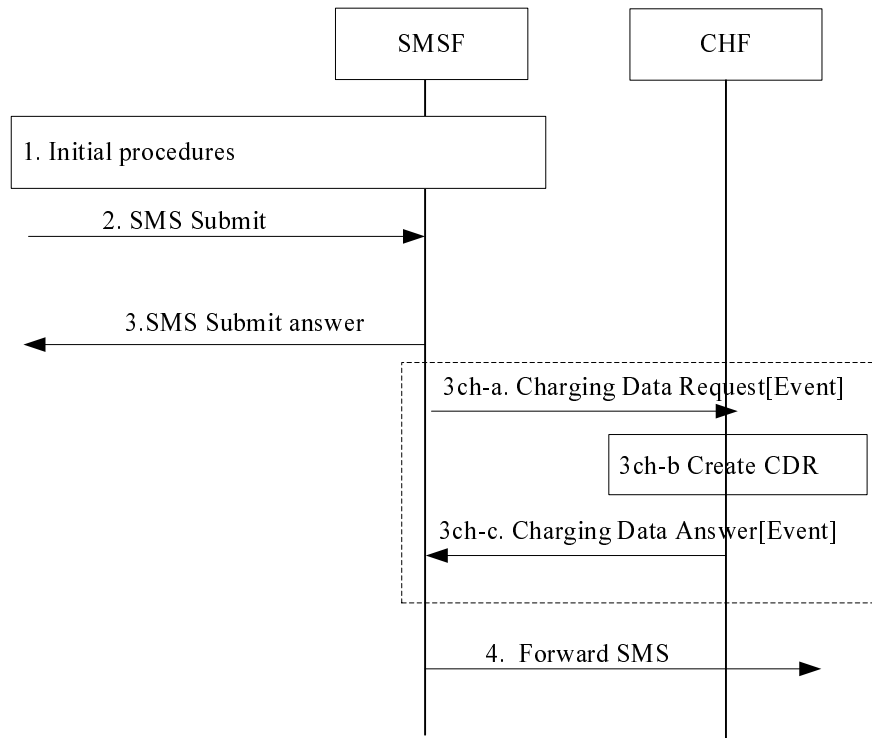 SMSF
CHF
1. Initial procedures
2. SMS Submit
3.SMS Submit answer
3ch-a. Charging Data Request[Event]
3ch-b Create CDR
3ch-c. Charging Data Answer[Event]
4. Forward SMS